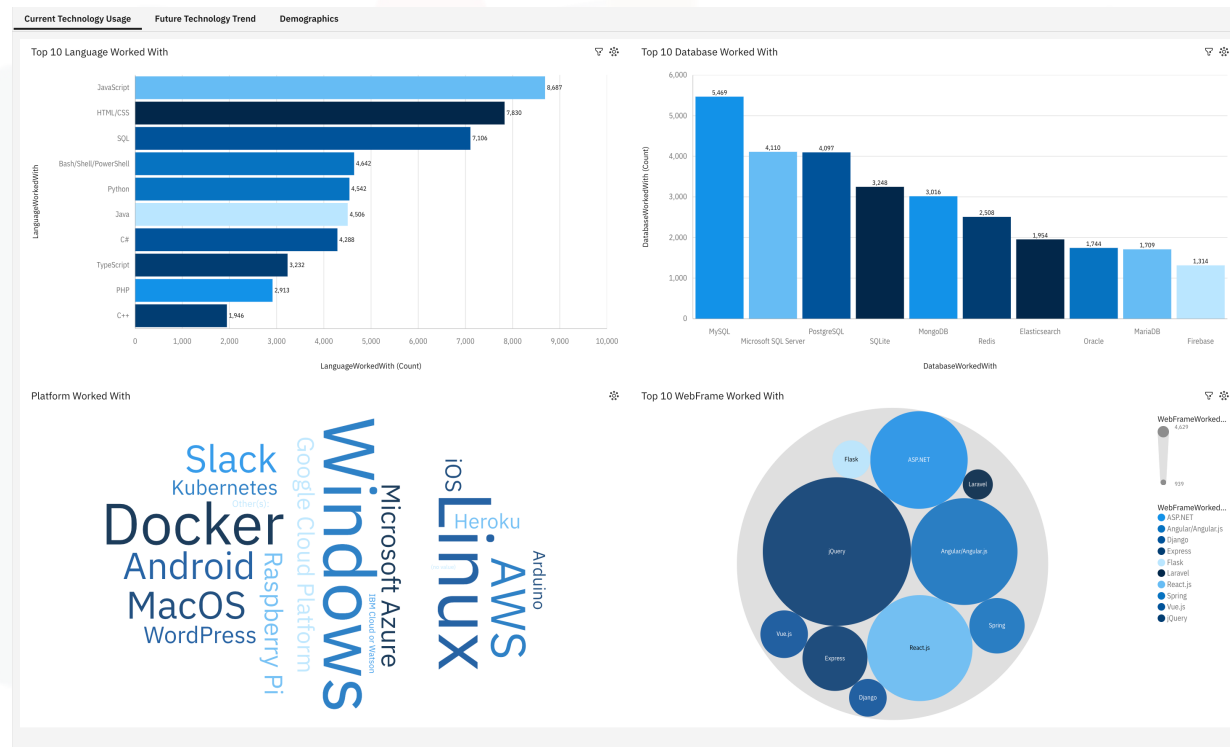 Current Technology Usage
Future Technology Trend
Demographics
Top 10 Language Worked With
LanguageWorkedWith
JavaScript
8,687
HTML/CSS
7,830
SQL
7,106
Bash/Shell/PowerShell
4,642
Python
4,542
Java
4,506
C#
4,288
TypeScript
3,232
PHP
2,913
C++
1,946
0 1,000 2,000 3,000 4,000 5,000 6,000 7,000 8,000 9,000 10,000
LanguageWorkedWith (Count)
Top 10 Database Worked With
DatabaseWorkedWith (Count)
6,000
5,000
4,000
3,000
2,000
1,000
0
5,469
4,110
4,097
3,248
3,016
2,508
1,954
1,744
1,709
1,314
MySQL
Microsoft SQL Server
PostgreSQL
SQLite
MongoDB
Redis
Elasticsearch
Oracle
MariaDB
Firebase
DatabaseWorkedWith
Platform Worked With
Slack
Kubernetes
Other(s):
Docker
Android
MacOS
WordPress
Raspberry Pi
Google Cloud Platform
Windows
IBM Cloud or Watson
Microsoft Azure
iOS
Linux
Heroku
AWS
Arduino
Top 10 WebFrame Worked With
Flask
ASP.NET
Laravel
jQuery
Angular/Angular.js
Vue.js
Express
React.js
Spring
Django
WebFrameWorked...
4,629
939
WebFrameWorked...
ASP.NET
Angular/Angular.js
Django
Express
Flask
Laravel
React.js
Spring
Vue.js
jQuery